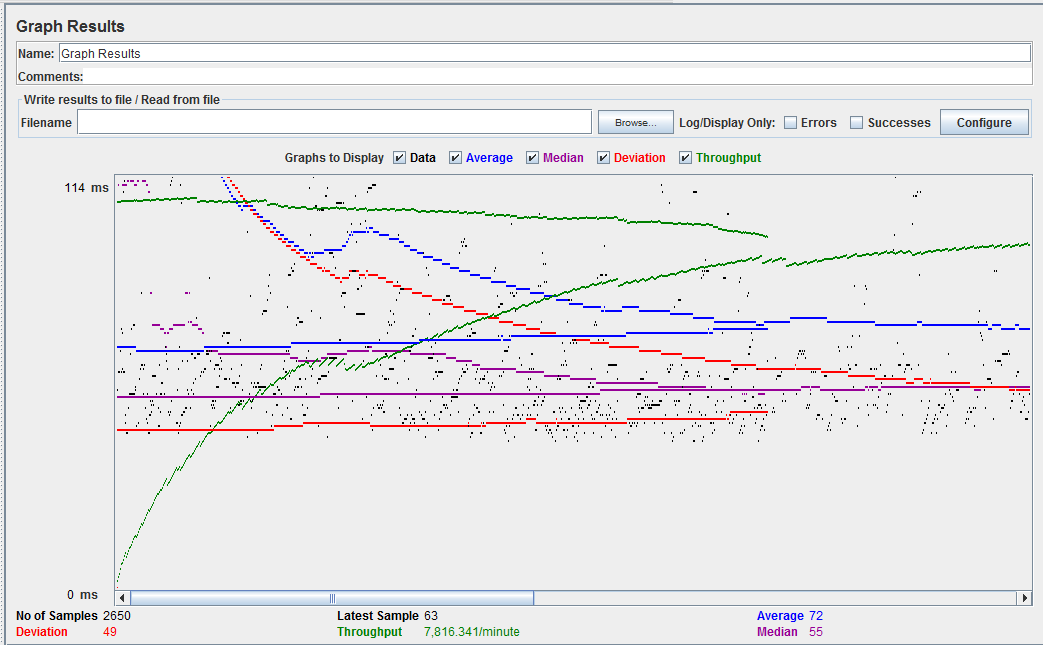 Graph Results
Name: Graph Results
Comments:
Write results to file / Read from file
Filename Browse... Log/Display Only: Errors Successes Configure
Graphs to Display Data Average Median Deviation Throughput
114 ms
0 ms
No of Samples 2650 Latest Sample 63 Average 72
Deviation 49 Throughput 7,816.341/minute Median 55